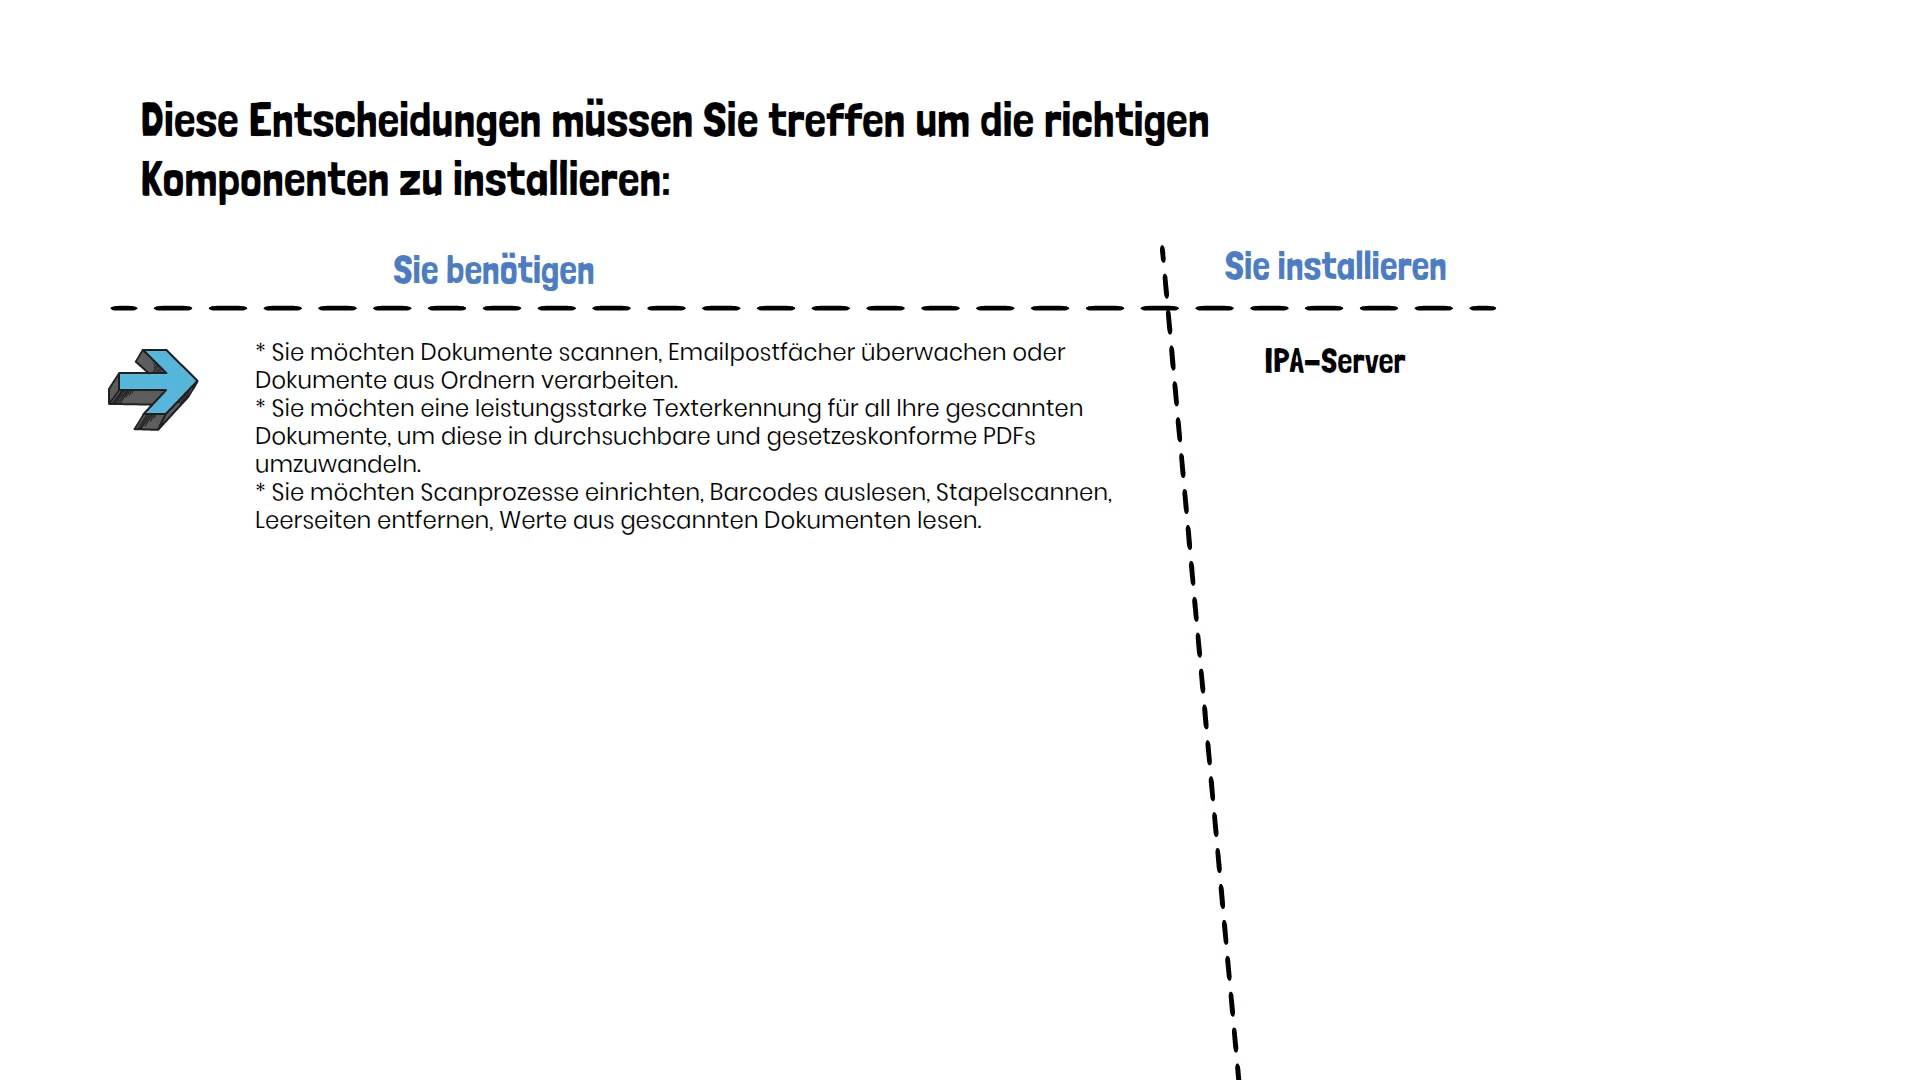 Diese Entscheidungen müssen Sie treffen um die richtigen
Komponenten zu installieren:
Sie benötigen
Sie installieren
* Sie möchten Dokumente scannen, Emailpostfächer überwachen oder
Dokumente aus Ordnern verarbeiten.
* Sie möchten eine leistungsstarke Texterkennung für all Ihre gescannten
Dokumente, um diese in durchsuchbare und gesetzeskonforme PDFs
umzuwandeln.
* Sie möchten Scanprozesse einrichten, Barcodes auslesen, Stapelscannen,
Leerseiten entfernen, Werte aus gescannten Dokumenten lesen.
IPA-Server